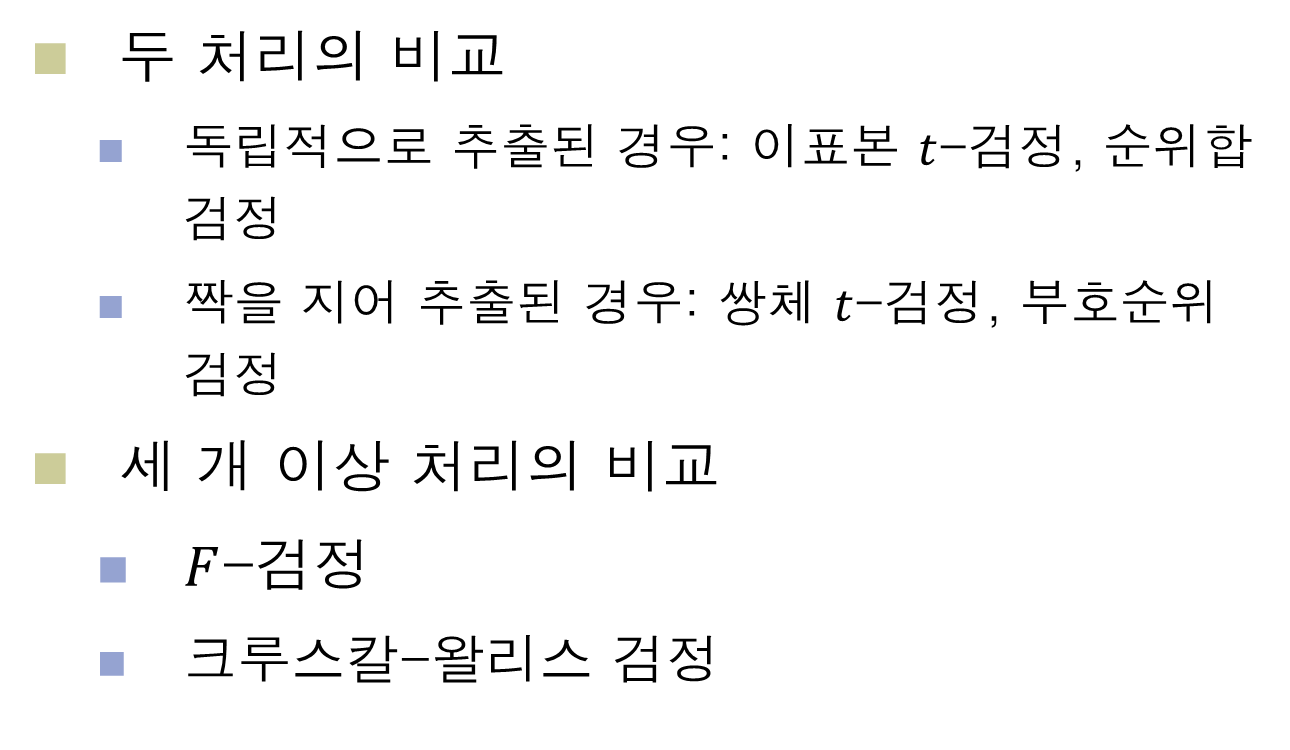 두 처리의 비교
독립적으로 추출된 경우: 이표본 t-검정, 순위합
검정
짝을 지어 추출된 경우: 쌍체 t-검정, 부호순위
검정
세 개 이상 처리의 비교
F-검정
크루스칼-왈리스 검정